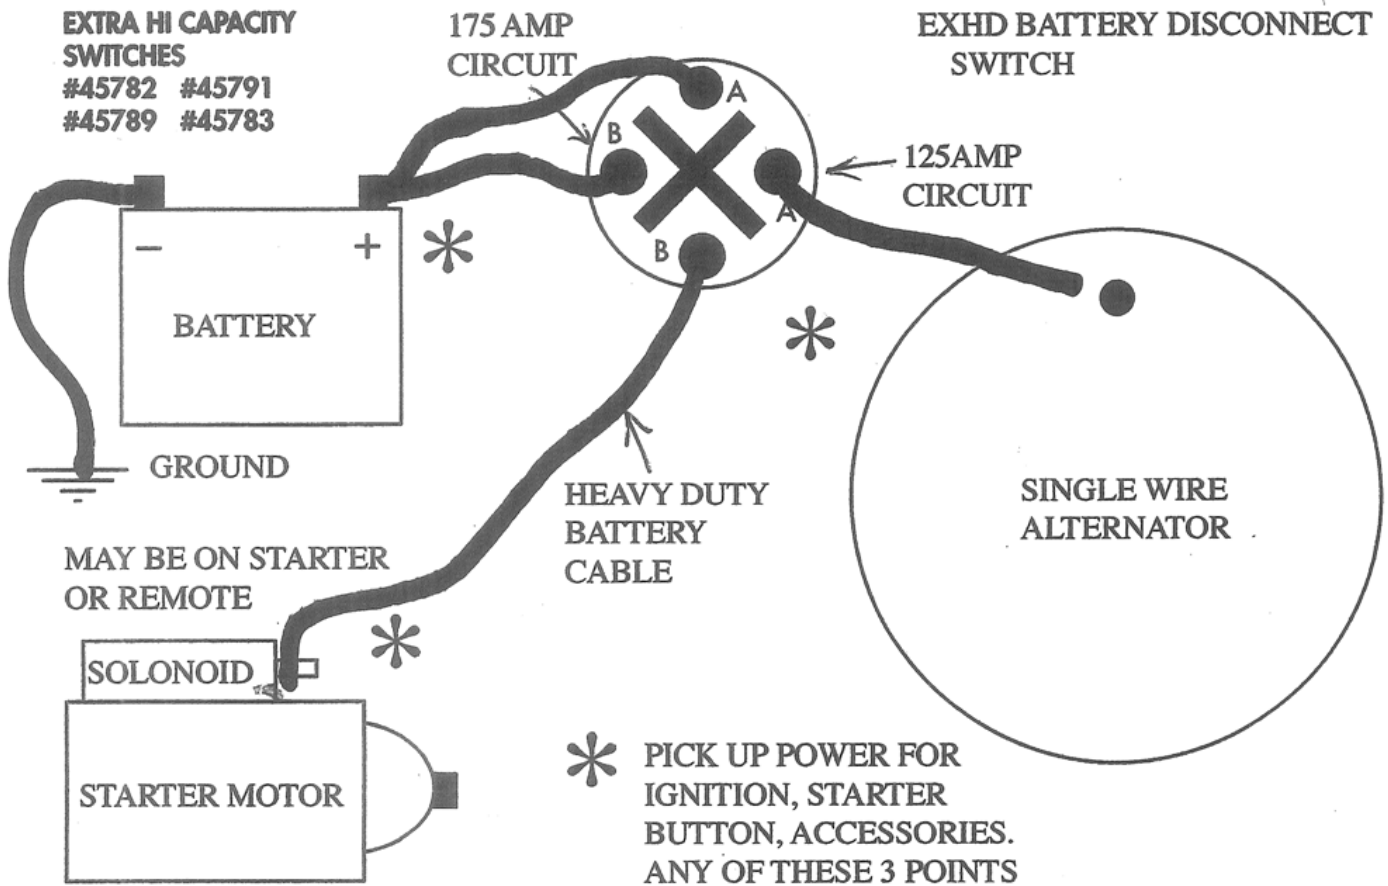 EXTRA HI CAPACITY
SWITCHES
#45782 #45791
#45789 #45783
175 AMP
CIRCUIT
EXHD BATTERY DISCONNECT
SWITCH
A
B
A
B
125AMP
CIRCUIT
- +
*
BATTERY
*
GROUND
HEAVY DUTY
BATTERY
CABLE
SINGLE WIRE
ALTERNATOR
MAY BE ON STARTER
OR REMOTE
*
SOLONOID
STARTER MOTOR
* PICK UP POWER FOR
IGNITION, STARTER
BUTTON, ACCESSORIES.
ANY OF THESE 3 POINTS